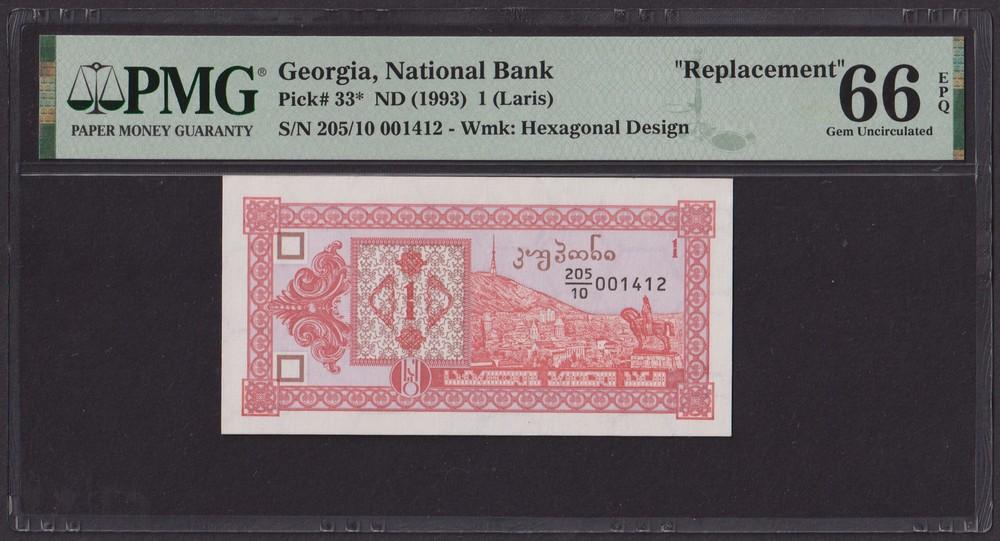 PMG®
PAPER MONEY GUARANTY
Georgia, National Bank
Pick# 33* ND (1993) 1 (Laris)
S/N 205/10 001412 - Wmk: Hexagonal Design
"Replacement"
66
EPQ
Gem Uncirculated
კუპონი
205/10 001412
1